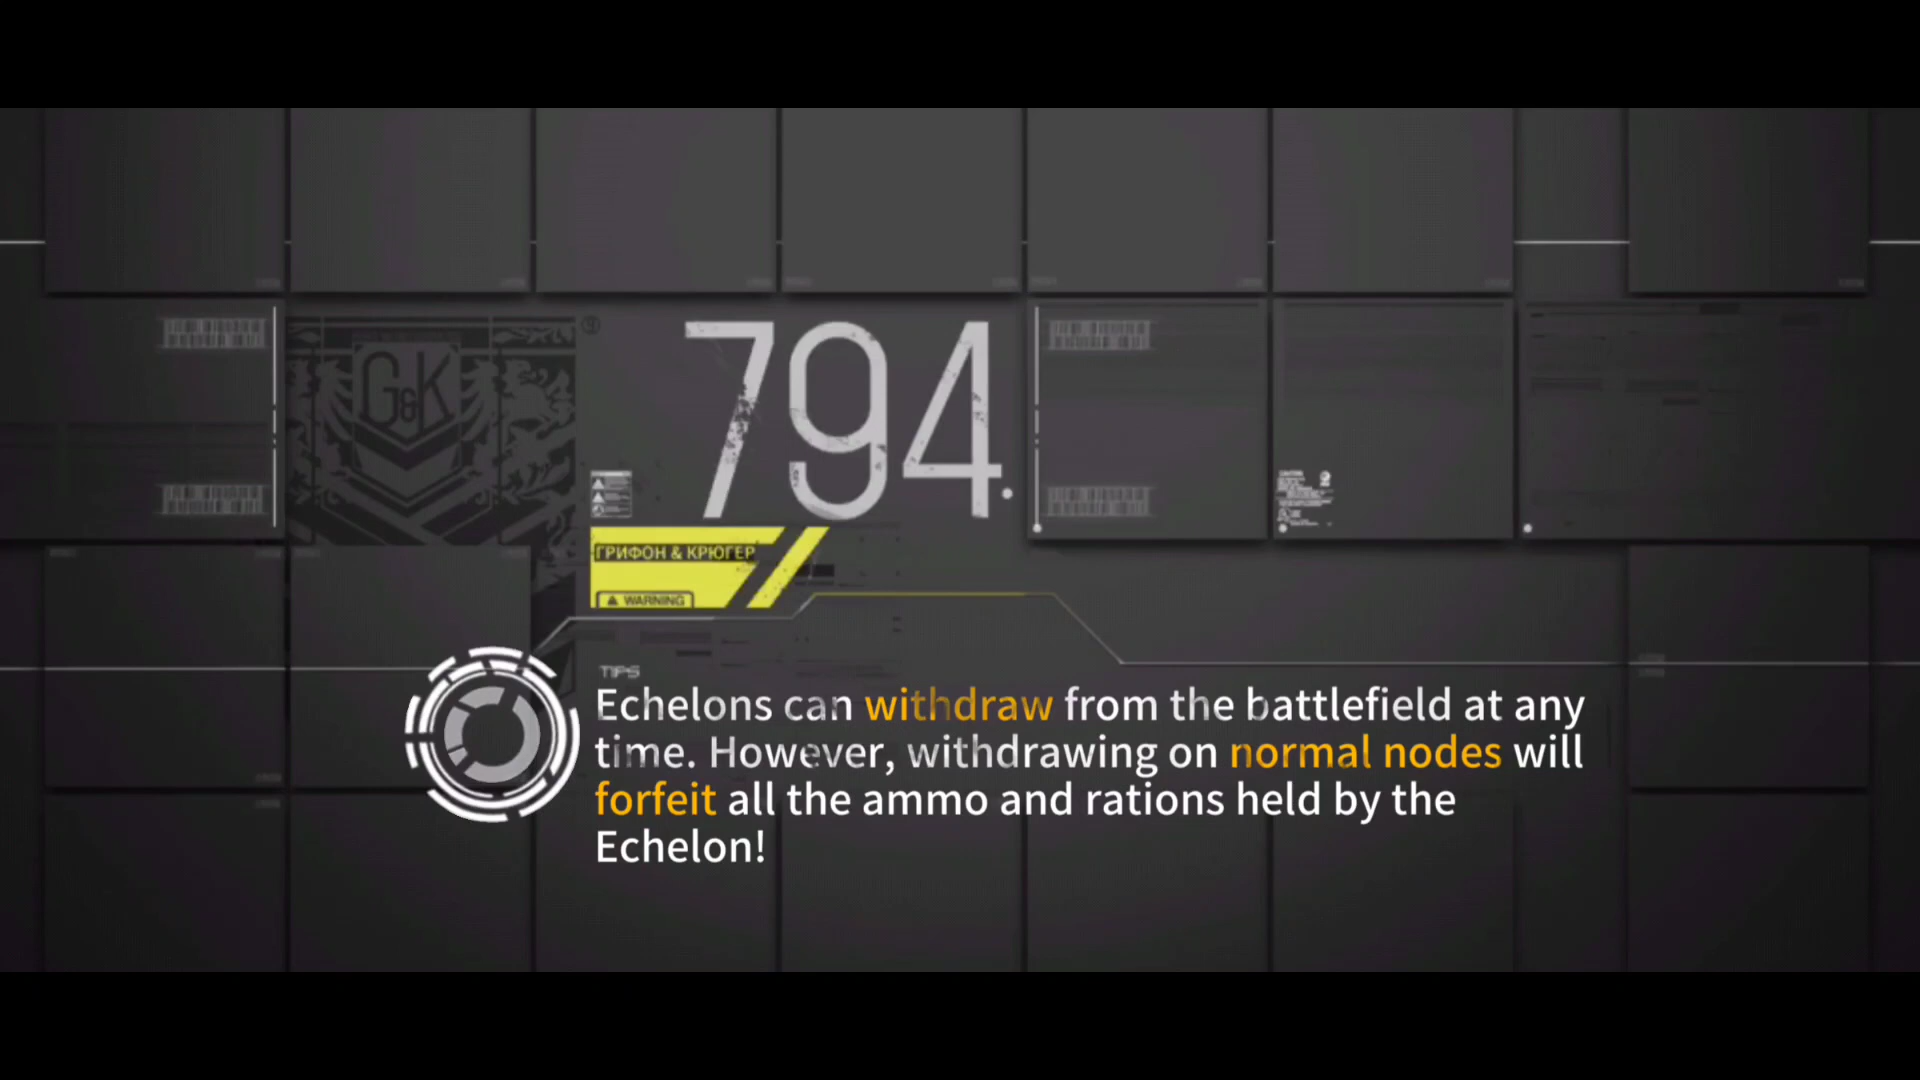 G&K
794.
ГРИФОН & КРЮГЕР
WARNING
TIPS
Echelons can withdraw from the battlefield at any
time. However, withdrawing on normal nodes will
forfeit all the ammo and rations held by the
Echelon!